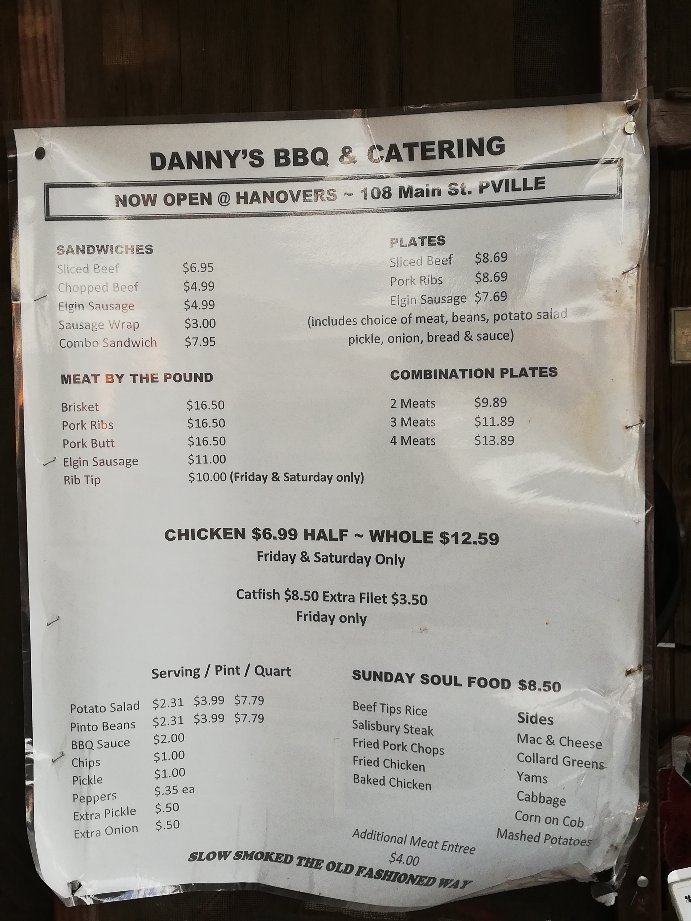 DANNY'S BBQ & CATERING
NOW OPEN @ HANOVERS ~ 108 Main St. PVILLE
SANDWICHES
Sliced Beef $6.95
Chopped Beef $4.99
Elgin Sausage $4.99
Sausage Wrap $3.00
Combo Sandwich $7.95
PLATES
Sliced Beef $8.69
Pork Ribs $8.69
Elgin Sausage $7.69
(includes choice of meat, beans, potato salad
pickle, onion, bread & sauce)
MEAT BY THE POUND
Brisket $16.50
Pork Ribs $16.50
Pork Butt $16.50
Elgin Sausage $11.00
Rib Tip $10.00 (Friday & Saturday only)
COMBINATION PLATES
2 Meats $9.89
3 Meats $11.89
4 Meats $13.89
CHICKEN $6.99 HALF ~ WHOLE $12.59
Friday & Saturday Only
Catfish $8.50 Extra Filet $3.50
Friday only
Serving / Pint / Quart
Potato Salad $2.31 $3.99 $7.79
Pinto Beans $2.31 $3.99 $7.79
BBQ Sauce $2.00
Chips $1.00
Pickle $1.00
Peppers $.35 ea
Extra Pickle $.50
Extra Onion $.50
SUNDAY SOUL FOOD $8.50
Beef Tips Rice
Salisbury Steak
Fried Pork Chops
Fried Chicken
Baked Chicken
Sides
Mac & Cheese
Collard Greens
Yams
Cabbage
Corn on Cob
Mashed Potatoes
Additional Meat Entree
$4.00
SLOW SMOKED THE OLD FASHIONED WAY